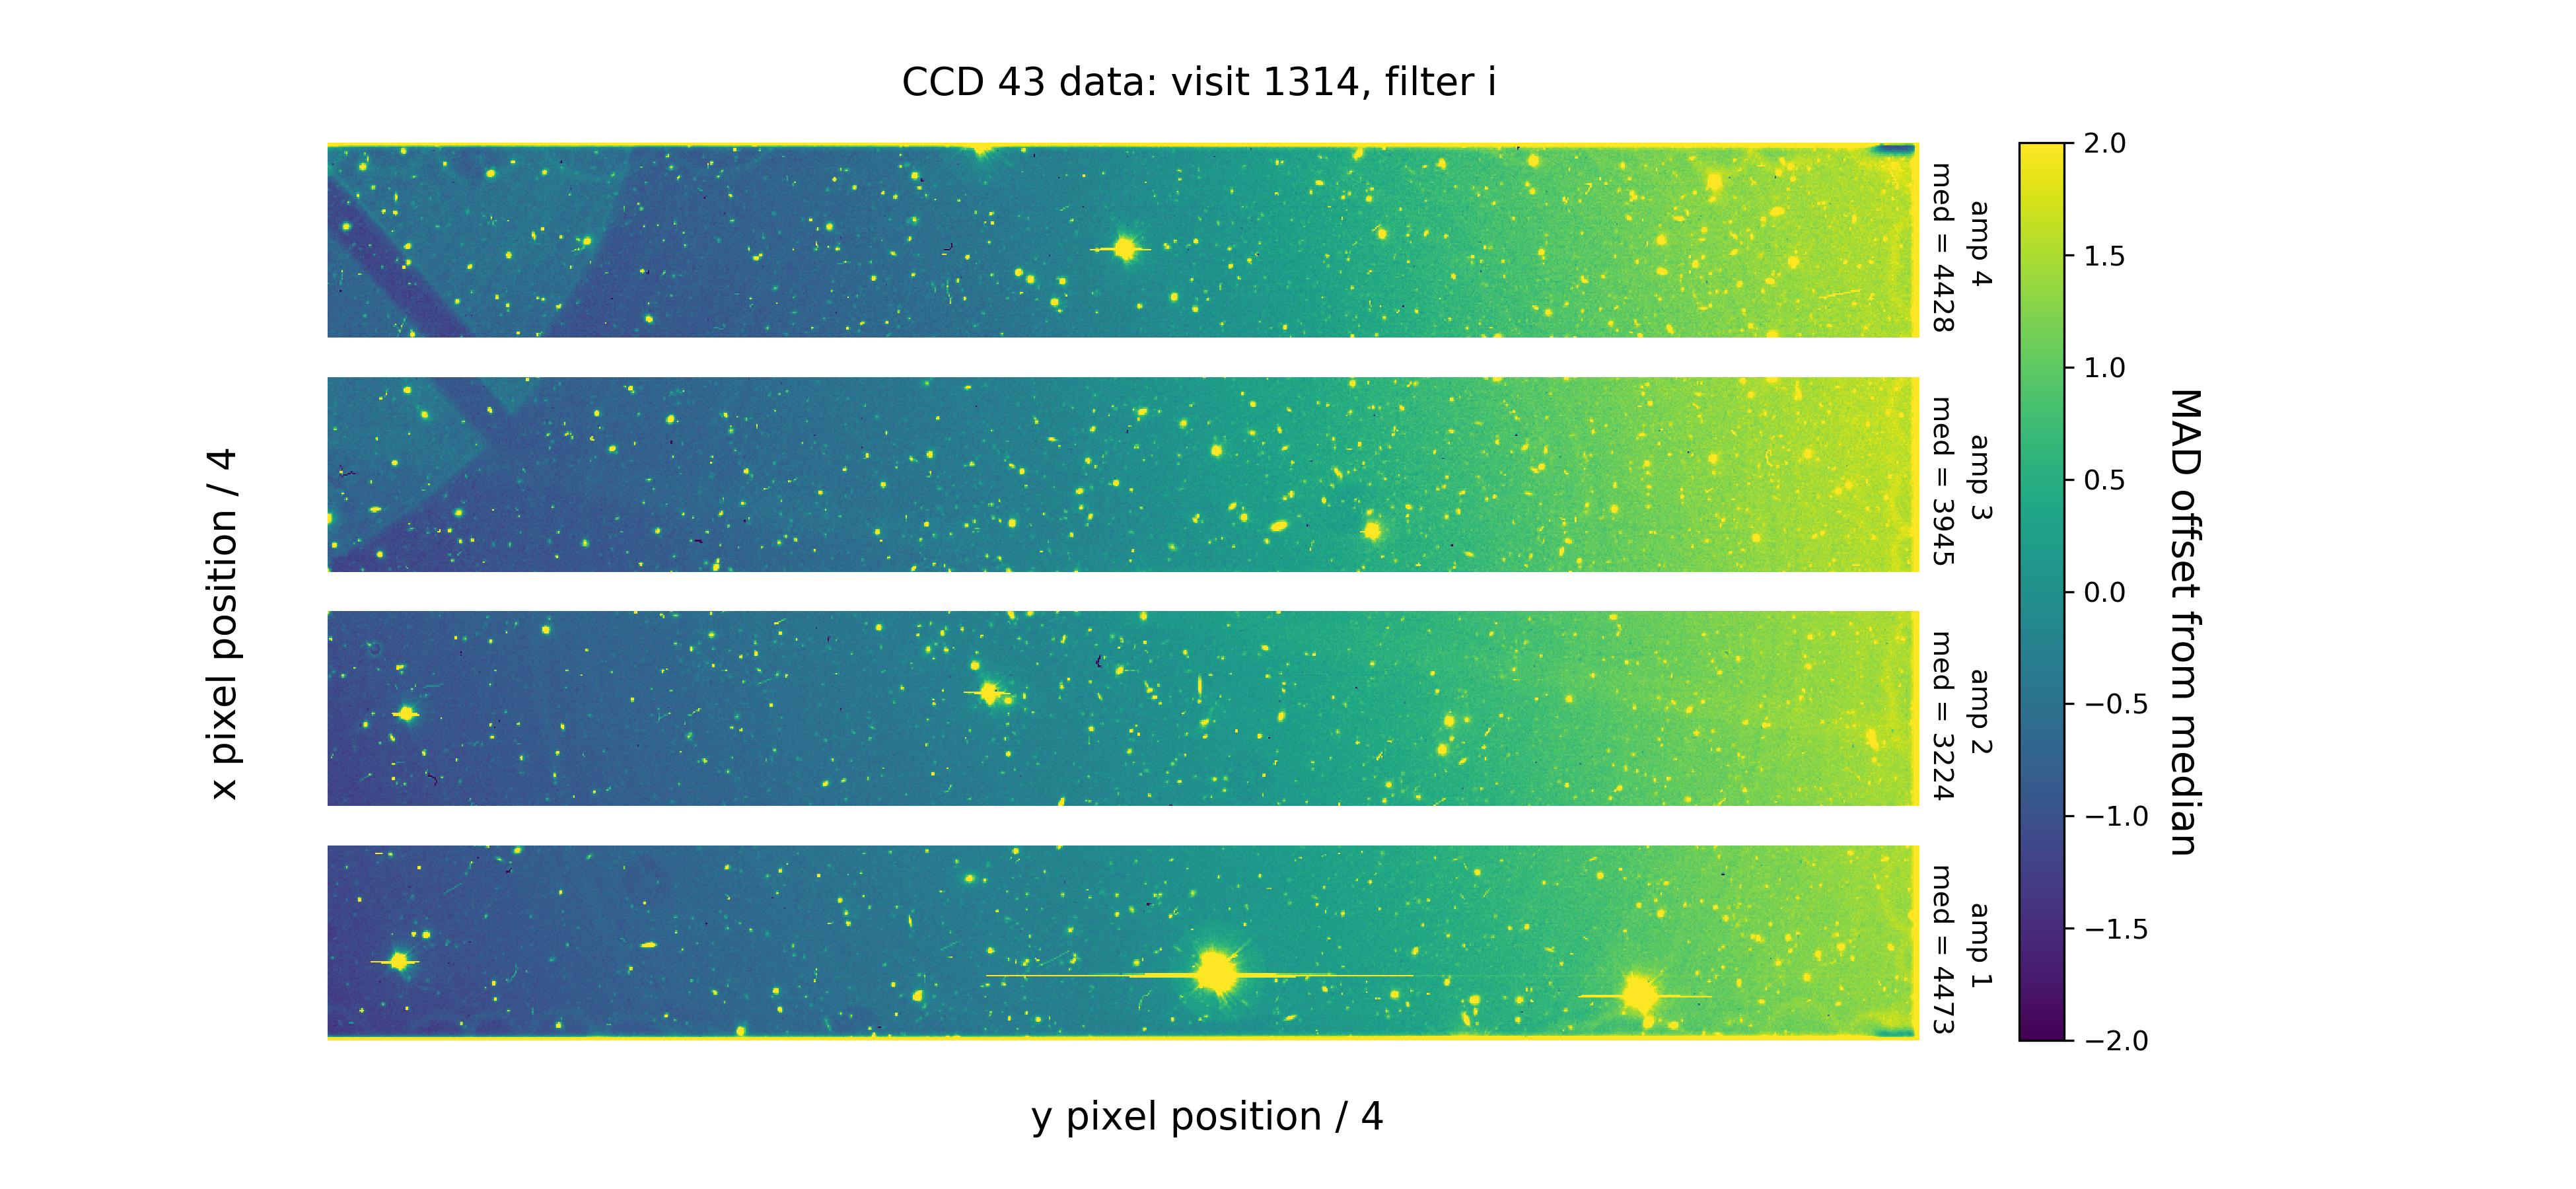 CCD 43 data: visit 1314, filter i
x pixel position / 4
y pixel position / 4
amp 4
med = 4428
amp 3
med = 3945
amp 2
med = 3224
amp 1
med = 4473
2.0
1.5
1.0
0.5
0.0
−0.5
−1.0
−1.5
−2.0
MAD offset from median